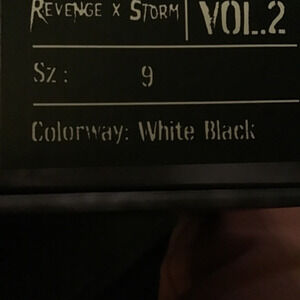 Revenge x Storm VOL.2
Sz: 9
Colorway: White Black